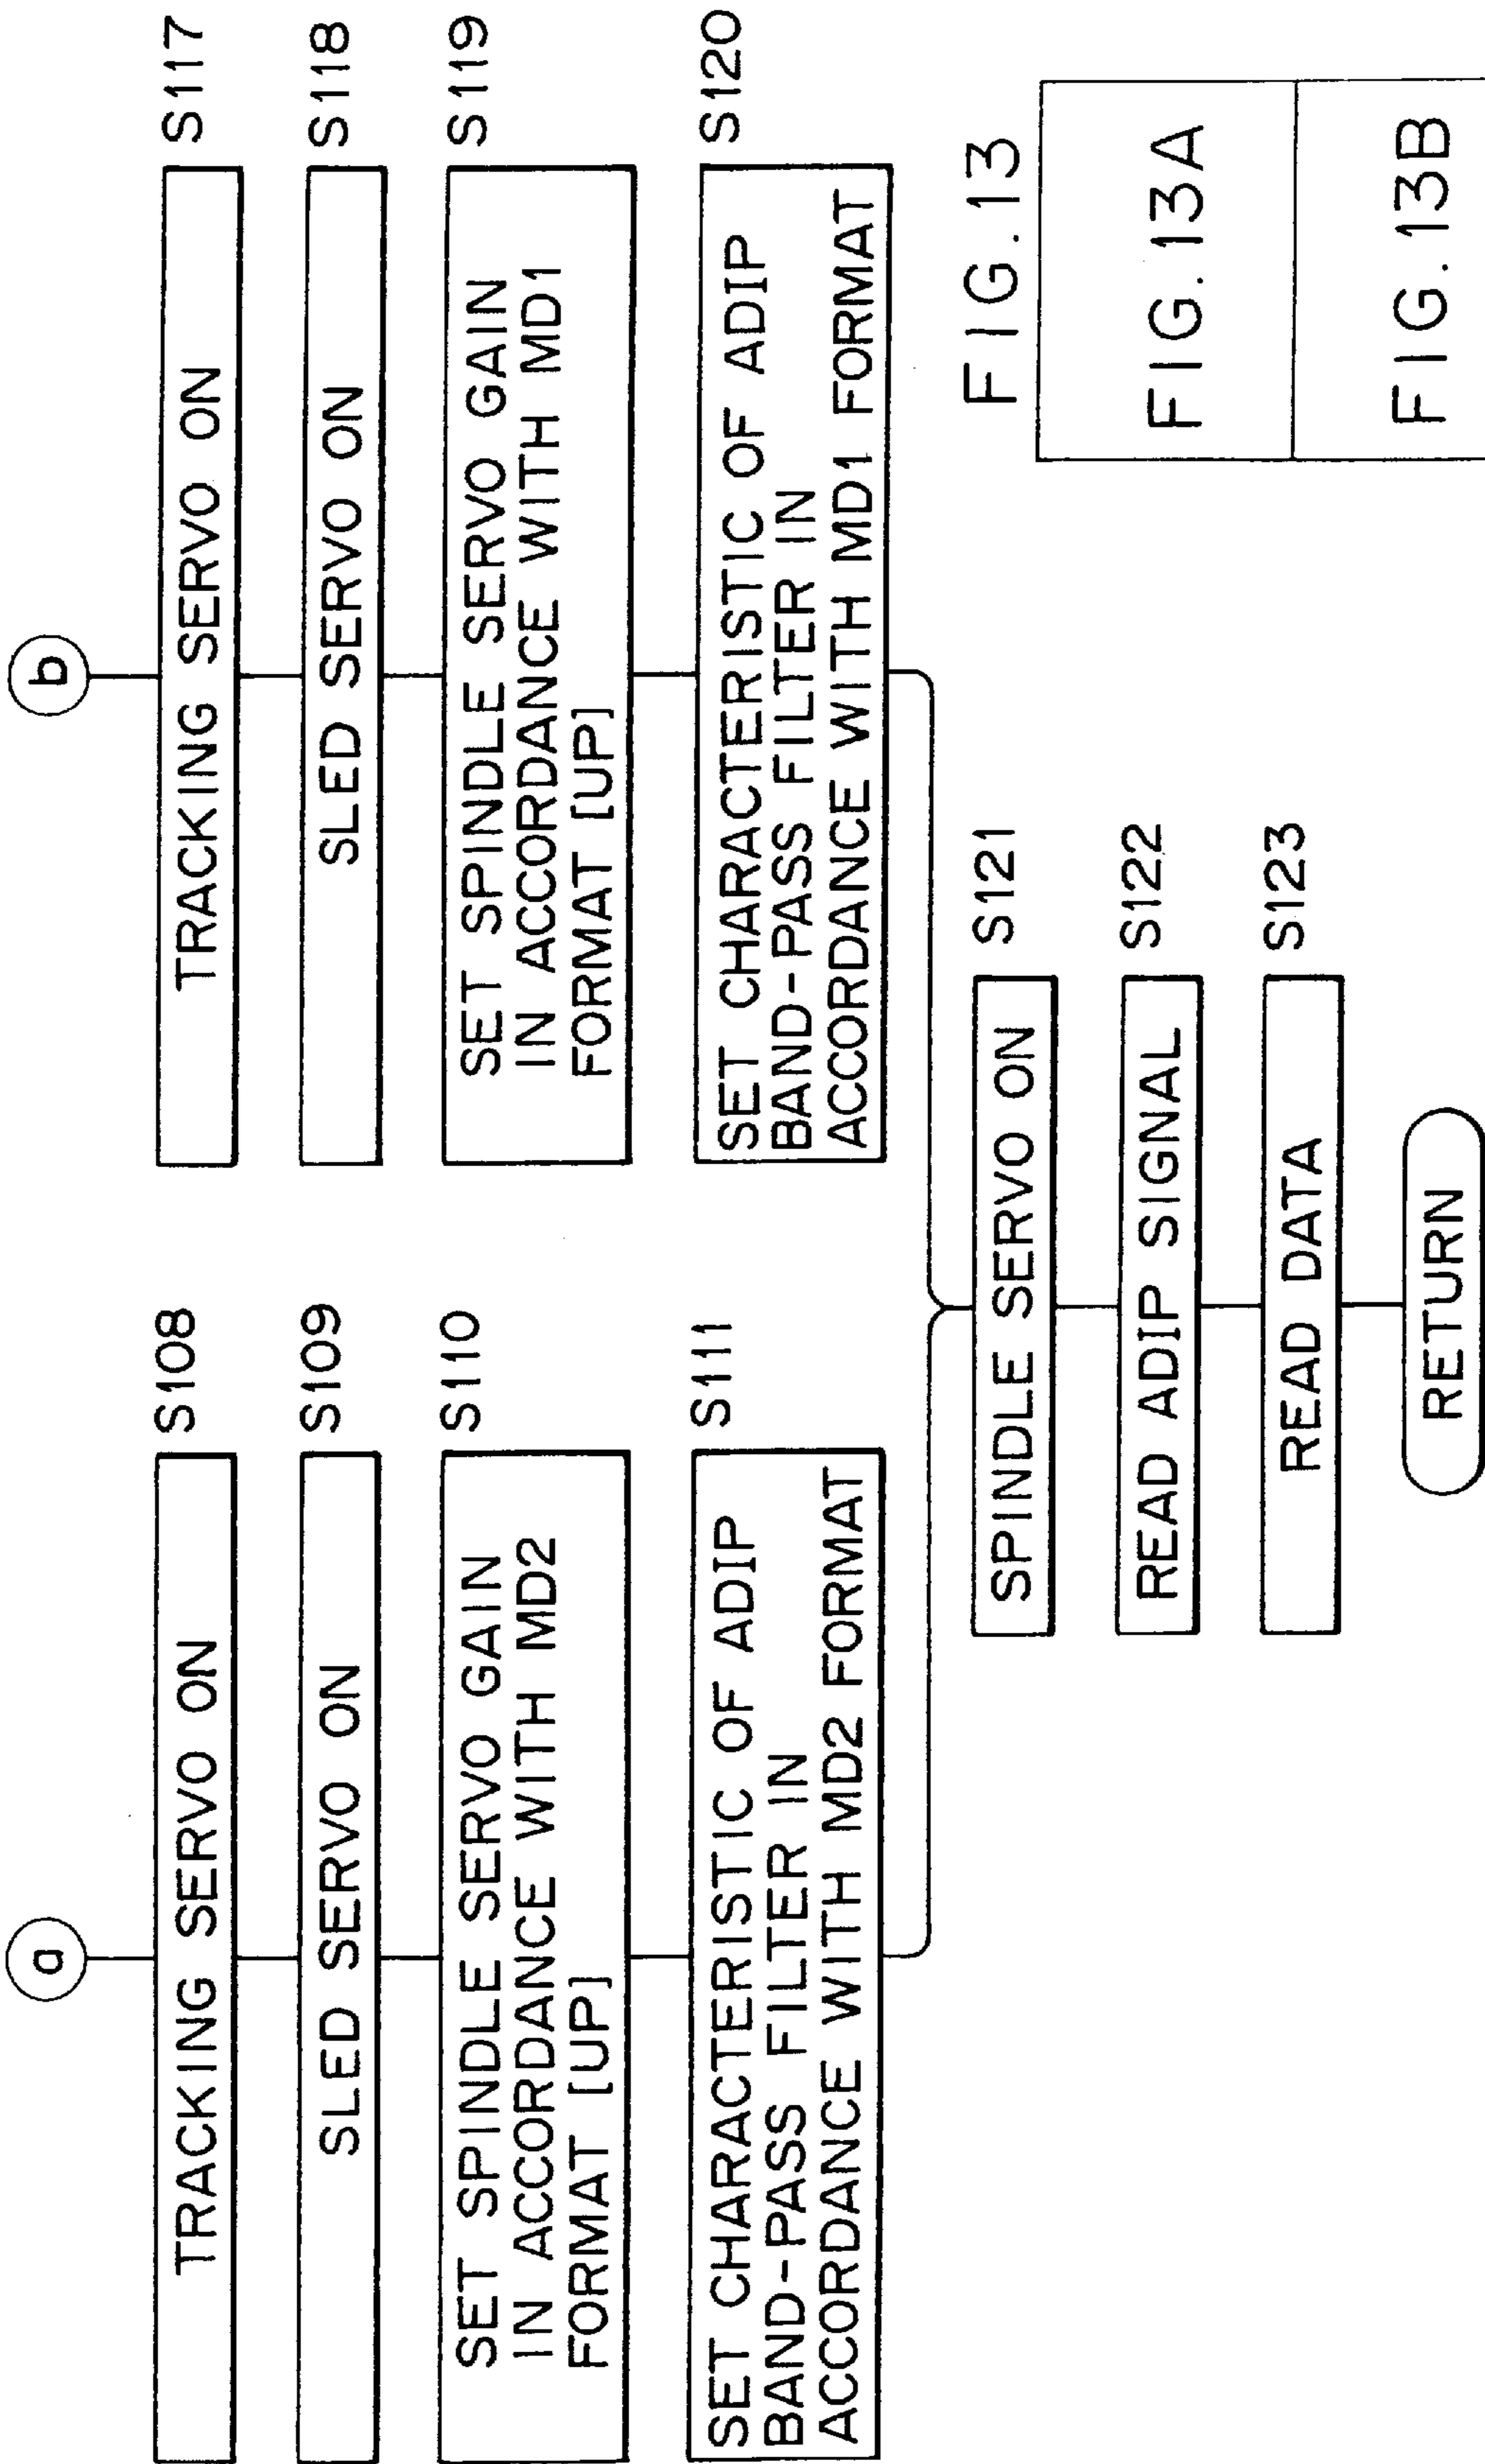 a
TRACKING SERVO ON
S108
SLED SERVO ON
S109
SET SPINDLE SERVO GAIN
IN ACCORDANCE WITH MD2
FORMAT [UP]
S110
SET CHARACTERISTIC OF ADIP
BAND-PASS FILTER IN
ACCORDANCE WITH MD2 FORMAT
S111
b
TRACKING SERVO ON
S117
SLED SERVO ON
S118
SET SPINDLE SERVO GAIN
IN ACCORDANCE WITH MD1
FORMAT [UP]
S119
SET CHARACTERISTIC OF ADIP
BAND-PASS FILTER IN
ACCORDANCE WITH MD1 FORMAT
S120
SPINDLE SERVO ON
S121
READ ADIP SIGNAL
S122
READ DATA
S123
RETURN
FIG.13
FIG.13A
FIG.13B